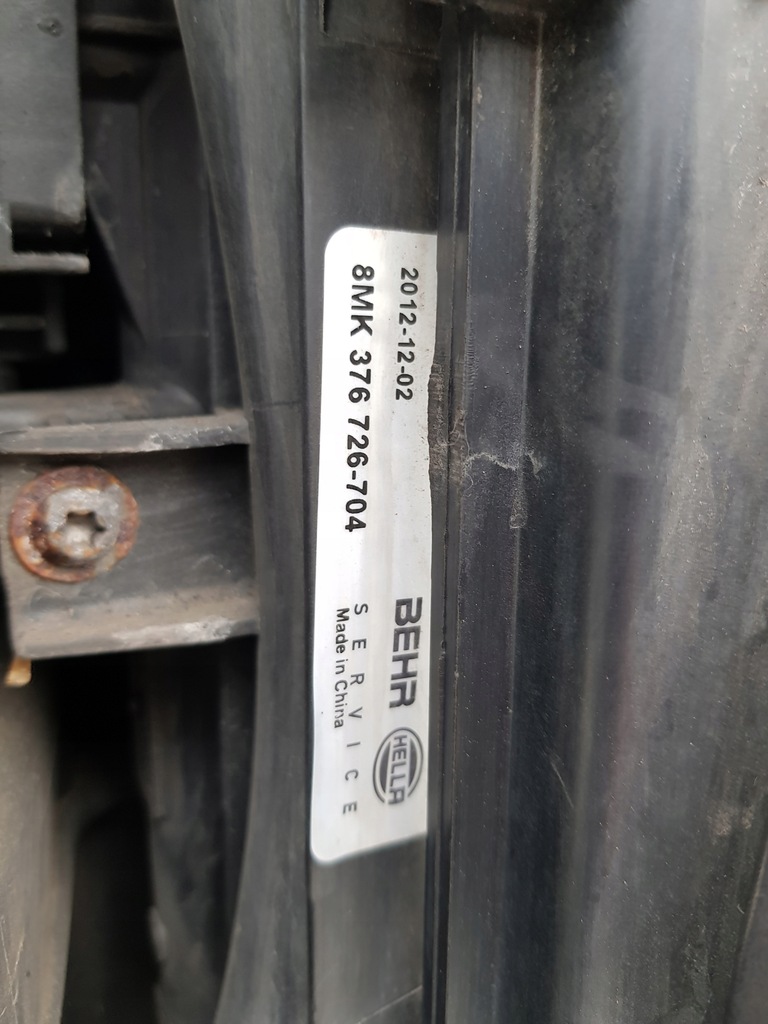 2012-12-02
8MK 376 726-704
BEHR HELLA
SERVICE
Made in China